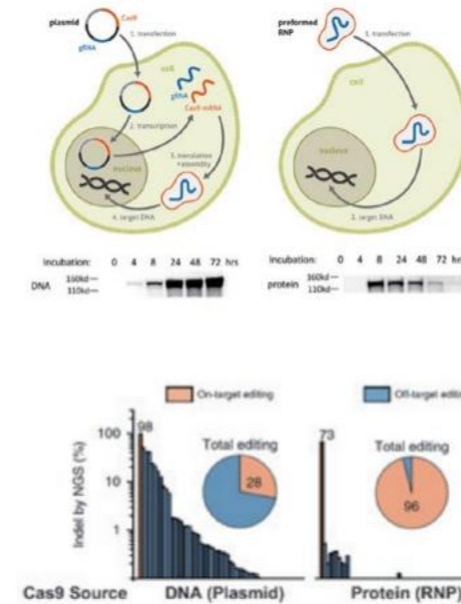 plasmid
Cas9
gRNA
1. transfection
cell
gRNA
Cas9 mRNA
2. transcription
nucleus
3. translation
+assembly
4. target DNA
preformed
RNP
1. transfection
cell
nucleus
2. target DNA
incubation: 0 4 8 24 48 72 hrs
DNA
160kd
110kd
incubation: 0 4 8 24 48 72 hrs
protein
160kd
110kd
On-target editing
Off-target editin
98
Total editing
28
73
Total editing
96
Indel by NGS (%)
100
10
1
Cas9 Source
DNA (Plasmid)
Protein (RNP)